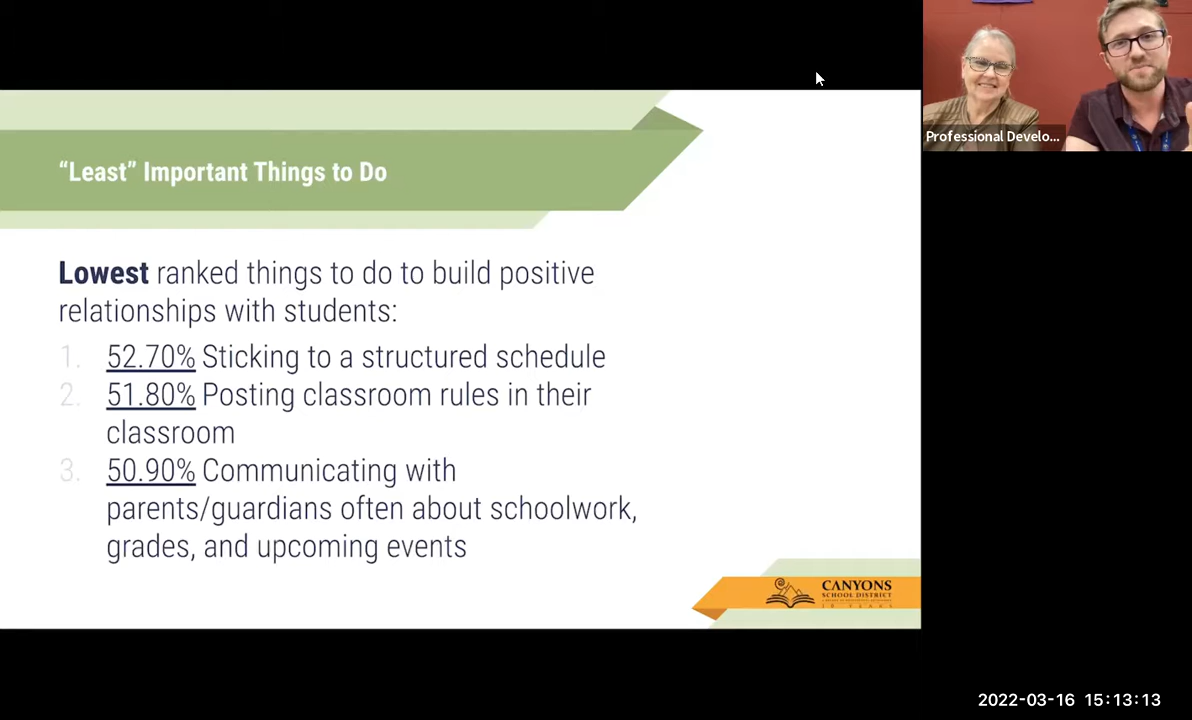 Professional Develo...
“Least” Important Things to Do
Lowest ranked things to do to build positive
relationships with students:
1. 52.70% Sticking to a structured schedule
2. 51.80% Posting classroom rules in their
classroom
3. 50.90% Communicating with
parents/guardians often about schoolwork,
grades, and upcoming events
CANYONS
SCHOOL DISTRICT
2022-03-16 15:13:13